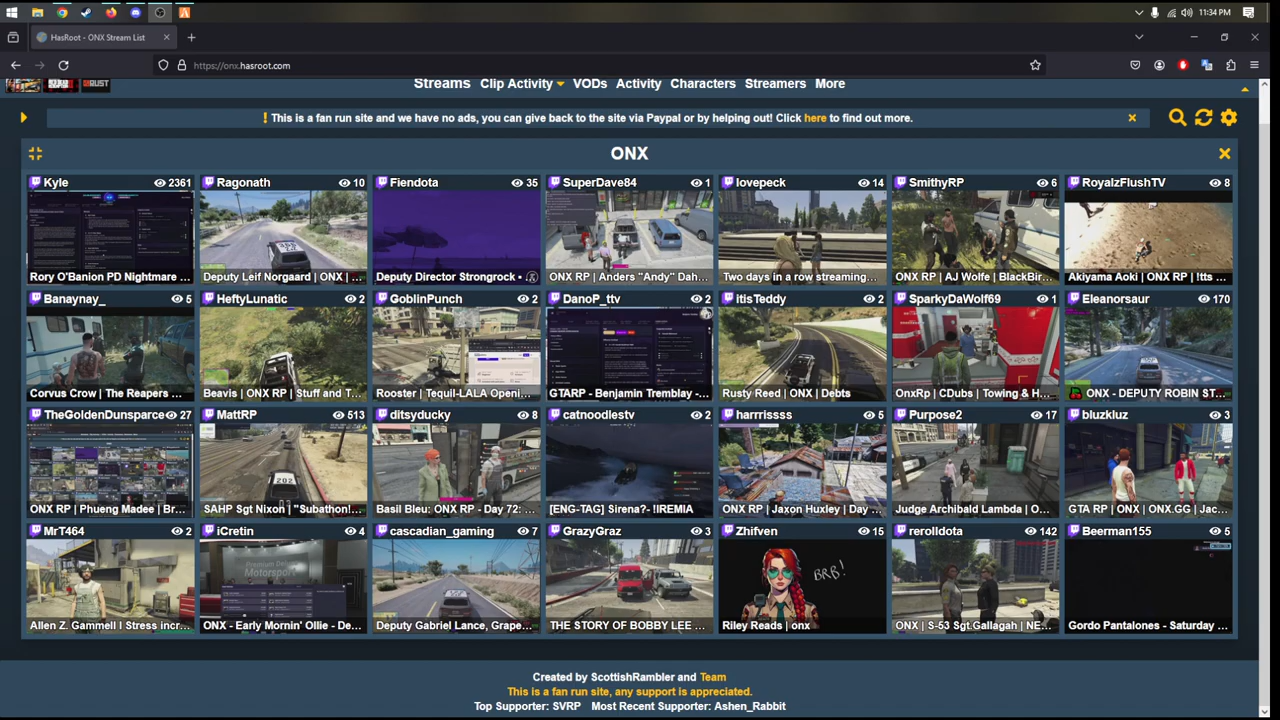 11:34 PM
HasRoot - ONX Stream List
https://onx.hasroot.com
Streams Clip Activity VODs Activity Characters Streamers More
! This is a fan run site and we have no ads, you can give back to the site via Paypal or by helping out! Click here to find out more.
ONX
Kyle 2361 Ragonath 10 Fiendota 35 SuperDave84 1 lovepeck 14 SmithyRP 6 RoyalzFlushTV 8
Rory O'Banion PD Nightmare ... Deputy Leif Norgaard | ONX | ... Deputy Director Strongrock • ONX RP | Anders "Andy" Dah... Two days in a row streaming... ONX RP | AJ Wolfe | BlackBir... Akiyama Aoki | ONX RP | !tts ...
Banaynay_ 5 HeftyLunatic 2 GoblinPunch 2 DanoP_ttv 2 itisTeddy 2 SparkyDaWolf69 1 Eleanorsaur 170
Corvus Crow | The Reapers ... Beavis | ONX RP | Stuff and T... Rooster | Tequil-LALA Openi... GTARP - Benjamin Tremblay -... Rusty Reed | ONX | Debts OnxRp | CDubs | Towing & H... ONX - DEPUTY ROBIN ST...
TheGoldenDunsparce 27 MattRP 513 ditsyducky 8 catnoodlestv 2 harrrissss 5 Purpose2 17 bluzkluz 3
202
ONX RP | Phueng Madee | Br... SAHP Sgt Nixon | "Subathon!... Basil Bleu: ONX RP - Day 72: ... [ENG-TAG] Sirena?- !IREMIA ONX RP | Jaxon Huxley | Day ... Judge Archibald Lambda | O... GTA RP | ONX | ONX.GG | Jac...
MrT464 2 iCretin 4 cascadian_gaming 7 GrazyGraz 3 Zhifven 15 rerolldota 142 Beerman155 5
Premium Deluxe
Motorsport
BRB!
Allen Z. Gammell I Stress incr... ONX - Early Mornin' Ollie - De... Deputy Gabriel Lance, Grape... THE STORY OF BOBBY LEE ... Riley Reads | onx ONX | S-53 Sgt.Gallagah | NE... Gordo Pantalones - Saturday ...
Created by ScottishRambler and Team
This is a fan run site, any support is appreciated.
Top Supporter: SVRP Most Recent Supporter: Ashen_Rabbit